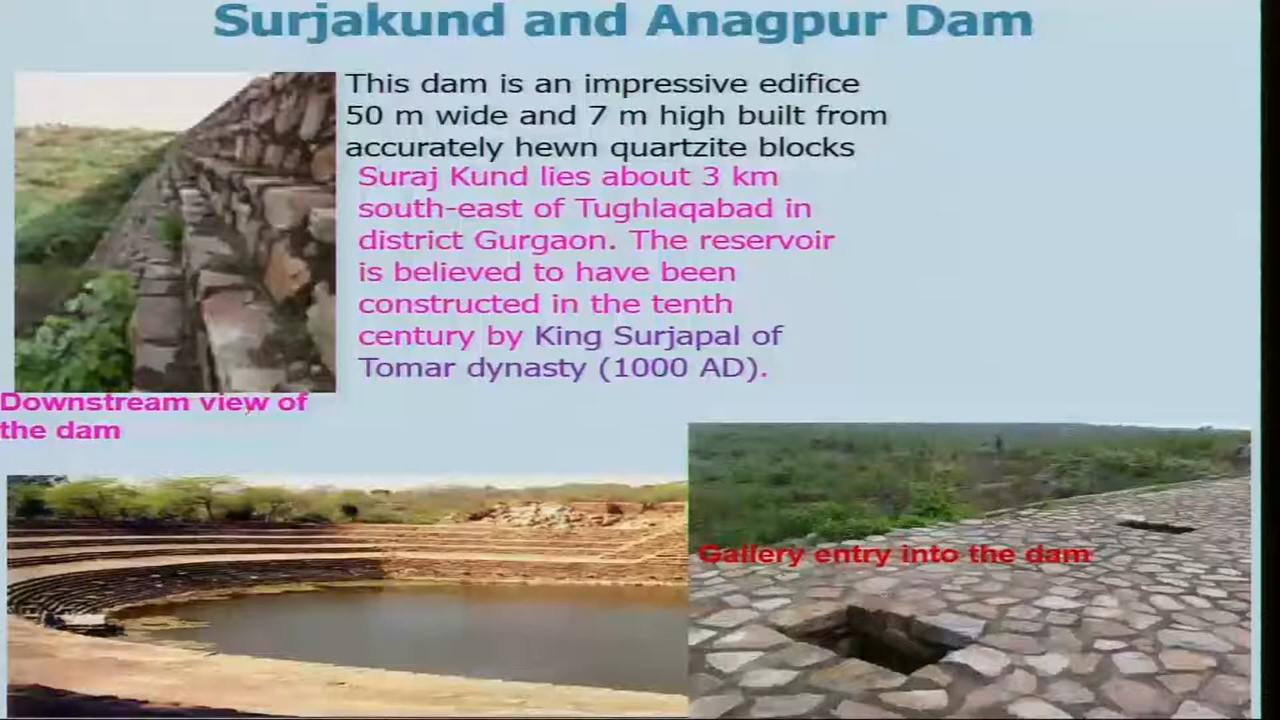 Surjakund and Anagpur Dam
This dam is an impressive edifice
50 m wide and 7 m high built from
accurately hewn quartzite blocks
Suraj Kund lies about 3 km
south-east of Tughlaqabad in
district Gurgaon. The reservoir
is believed to have been
constructed in the tenth
century by King Surjapal of
Tomar dynasty (1000 AD).
Downstream view of
the dam
Gallery entry into the dam